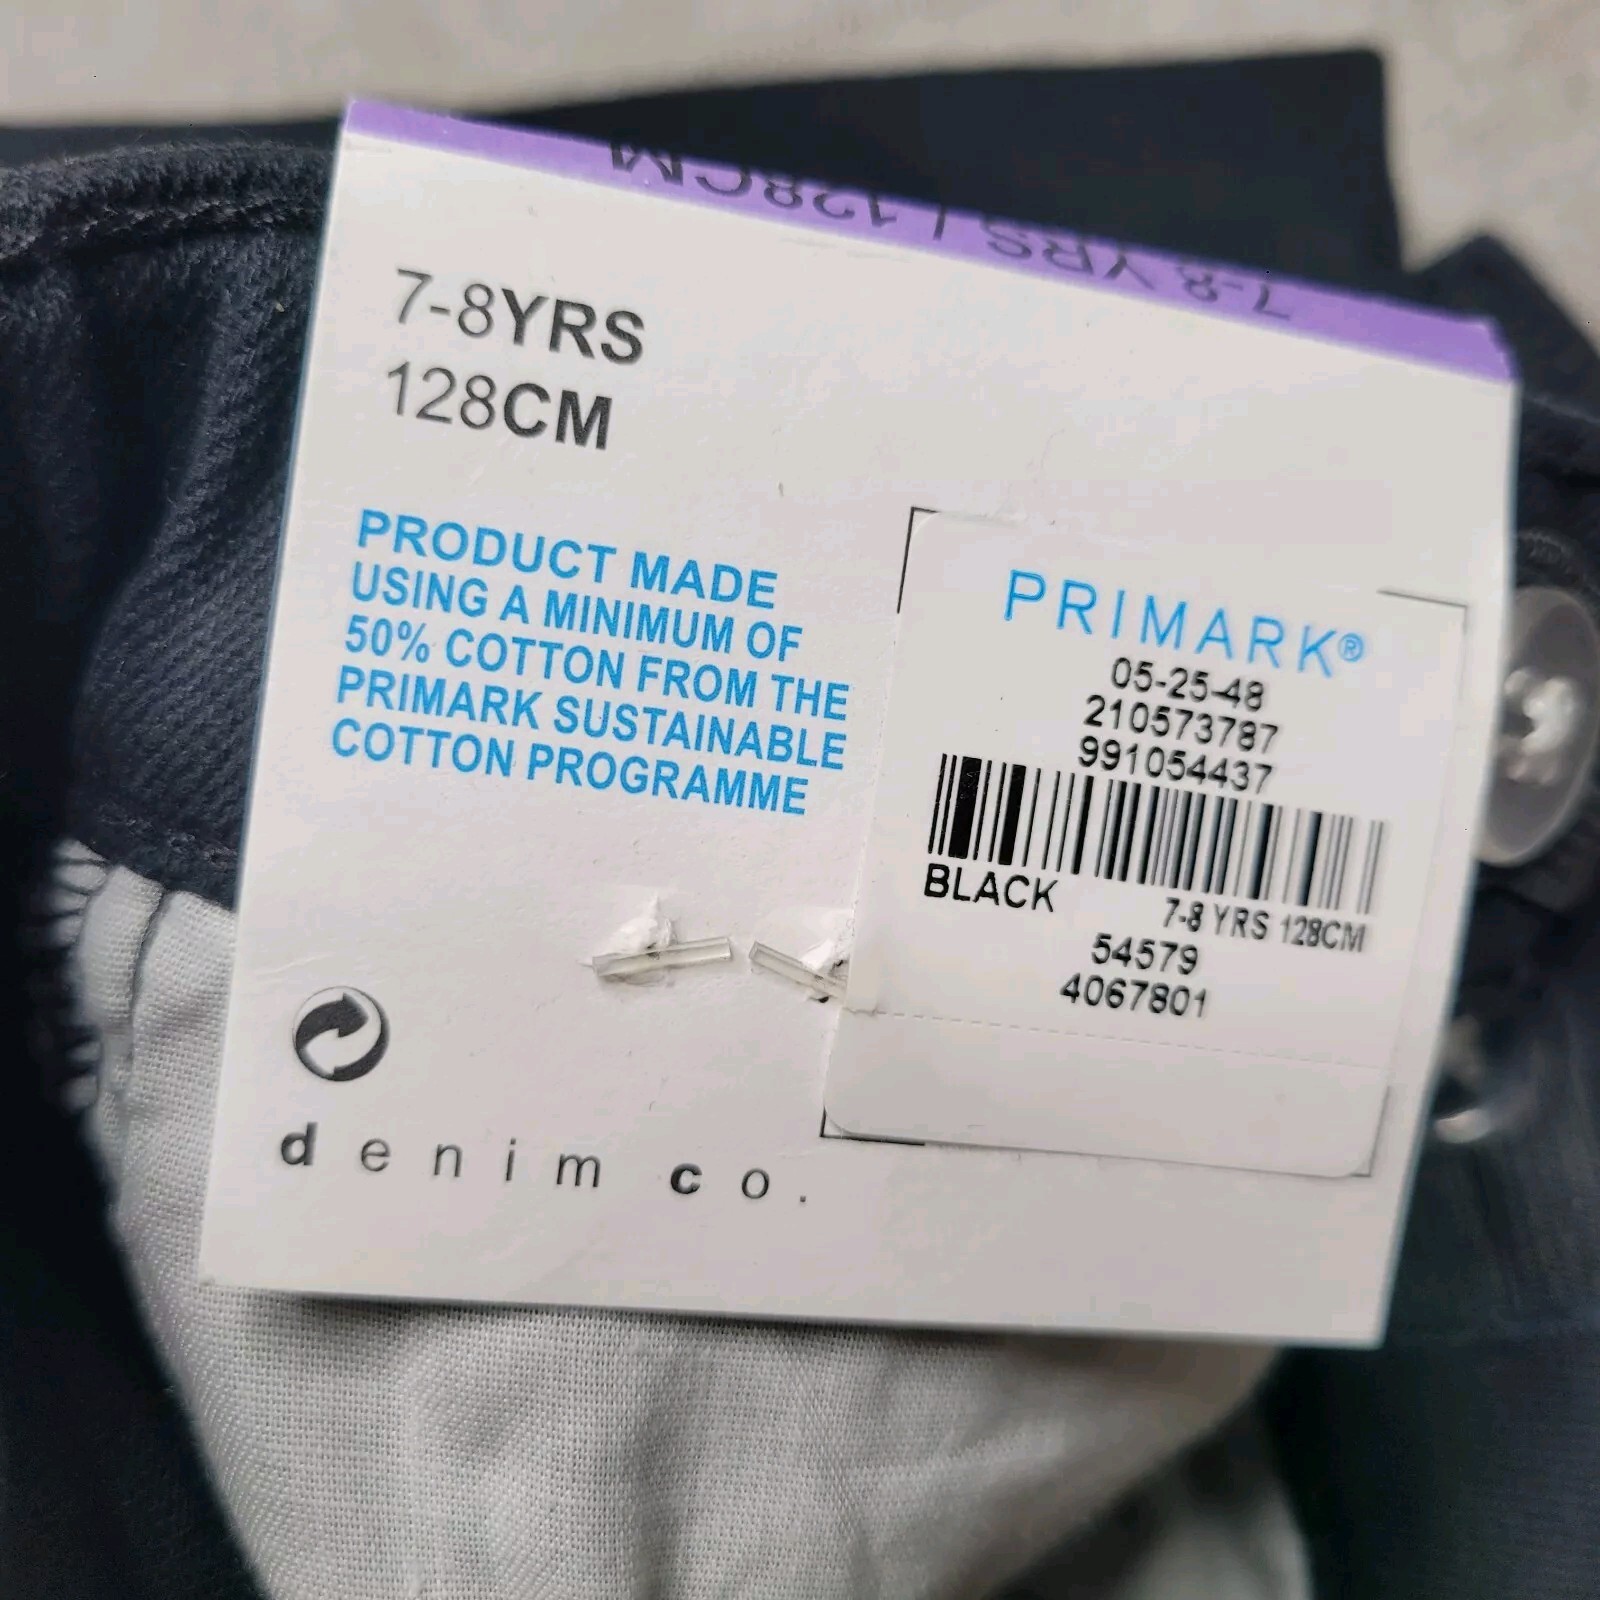 7-8 YRS | 128CM
7-8YRS
128CM
PRODUCT MADE
USING A MINIMUM OF
50% COTTON FROM THE
PRIMARK SUSTAINABLE
COTTON PROGRAMME
denim co.
PRIMARK®
05-25-48
210573787
991054437
BLACK
7-8 YRS 128CM
54579
4067801